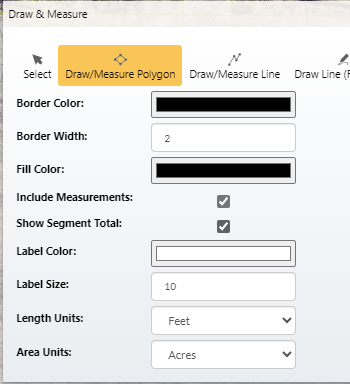 Draw & Measure
Select Draw/Measure Polygon Draw/Measure Line Draw Line (F
Border Color:
Border Width: 2
Fill Color:
Include Measurements:
Show Segment Total:
Label Color:
Label Size: 10
Length Units: Feet
Area Units: Acres